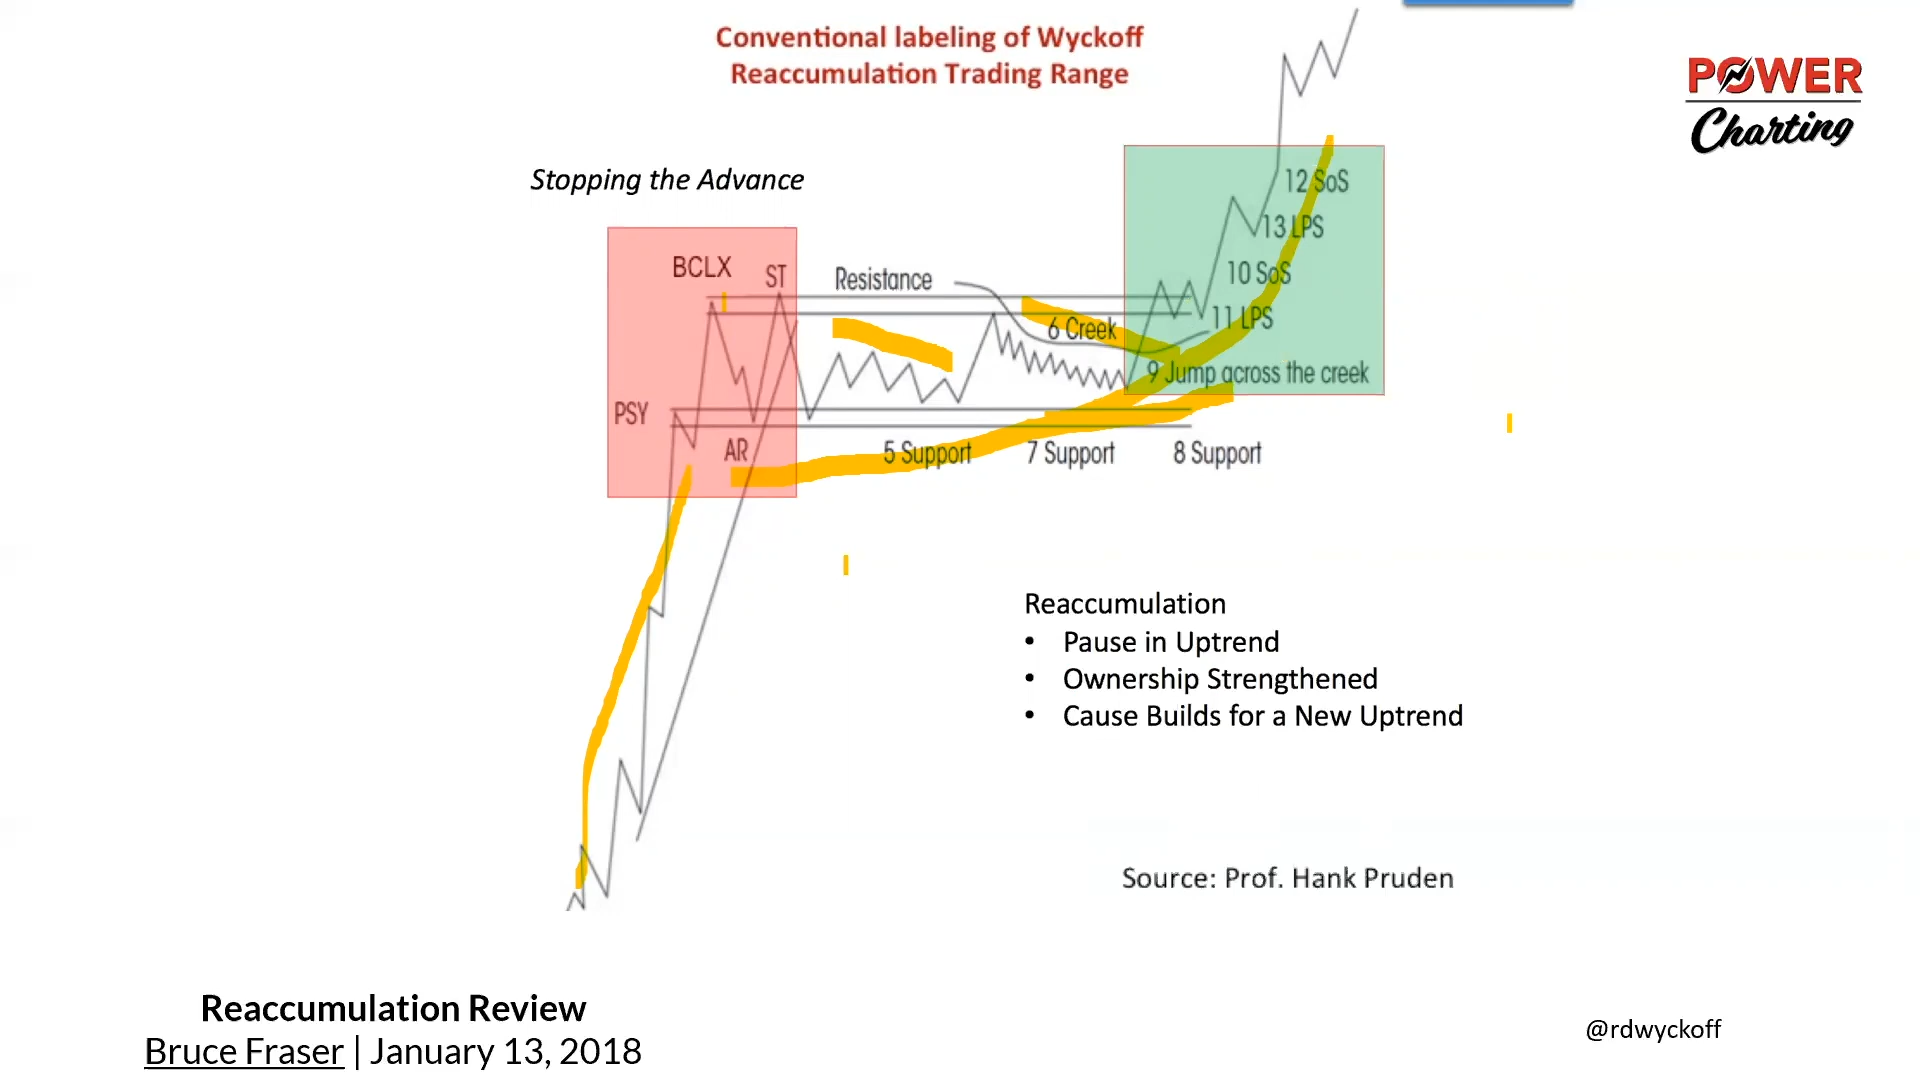 Conventional labeling of Wyckoff
Reaccumulation Trading Range
POWER
Charting
Stopping the Advance
BCLX
ST
Resistance
PSY
AR
6 Creek
12 SoS
13 LPS
10 SoS
11 LPS
9 Jump across the creek
5 Support
7 Support
8 Support
Reaccumulation
• Pause in Uptrend
• Ownership Strengthened
• Cause Builds for a New Uptrend
Source: Prof. Hank Pruden
Reaccumulation Review
Bruce Fraser | January 13, 2018
@rdwyckoff